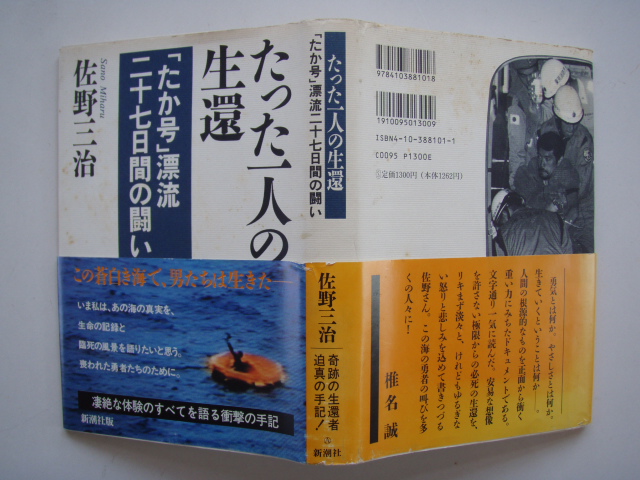 たった一人の
生還
「たか号」漂流
二十七日間の闘い
佐野三治
Sano Miharu
この蒼白き海で、男たちは生きた―
いま私は、あの海の真実を、
生命の記録と
臨死の風景を語りたいと思う。
喪われた勇者たちのために
凄絶な体験のすべてを語る衝撃の手記
新潮社版
たった一人の生還
「たか号」漂流二十七日間の闘い
佐野三治
奇跡の生還者
迫真の手記!
新潮社
9784103881018
1910095013009
ISBN4-10-388101-1
C0095 P1300E
定価1300円(本体1262円)
勇気とは何か。やさしさとは何か。
生きていくということは何か――。
人間の根源的なものを正面から衝く
重い力にみちたドキュメントである。
文字通り一気に読んだ。安易な想像
を許さない極限からの必死の生還を、
リキまず淡々と、けれどもゆるぎな
い怒りと悲しみを込めて書きつづる
佐野さん。この海の勇者の叫びを多
くの人々に!
椎名 誠